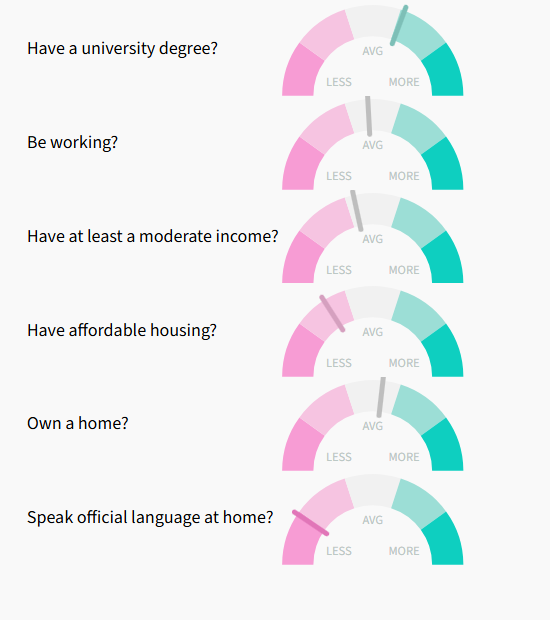 Have a university degree?
AVG
LESS MORE
Be working?
AVG
LESS MORE
Have at least a moderate income?
AVG
LESS MORE
Have affordable housing?
AVG
LESS MORE
Own a home?
AVG
LESS MORE
Speak official language at home?
AVG
LESS MORE